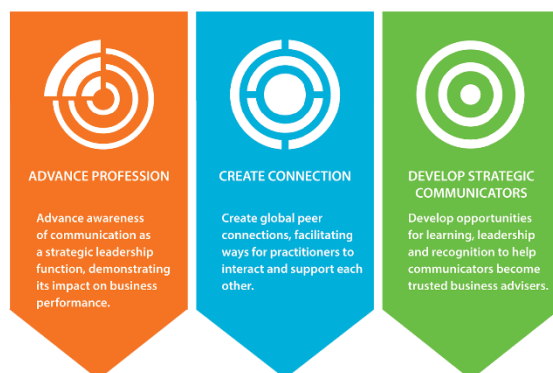 ADVANCE PROFESSION
Advance awareness
of communication as
a strategic leadership
function, demonstrating
its impact on business
performance.
CREATE CONNECTION
Create global peer
connections, facilitating
ways for practitioners to
interact and support each
other.
DEVELOP STRATEGIC
COMMUNICATORS
Develop opportunities
for learning, leadership
and recognition to help
communicators become
trusted business advisers.